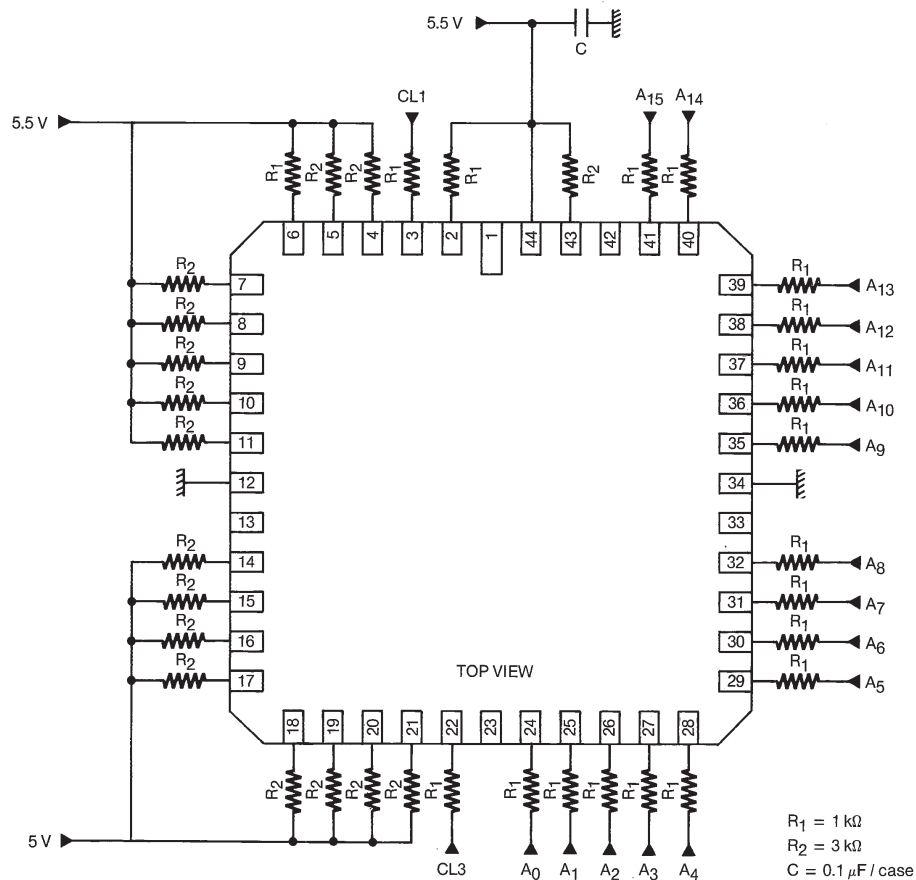 5.5 V
C
5.5 V
CL1
A15 A14
R1 R2 R2 R1 R1 R2 R1 R1
6 5 4 3 2 1 44 43 42 41 40
R2 7 39 R1 A13
R2 8 38 R1 A12
R2 9 37 R1 A11
R2 10 36 R1 A10
R2 11 35 R1 A9
12 34
13 33
R2 14 32 R1 A8
R2 15 31 R1 A7
R2 16 30 R1 A6
R2 17 29 R1 A5
TOP VIEW
18 19 20 21 22 23 24 25 26 27 28
R2 R2 R2 R2 R1 R1 R1 R1 R1 R1
5 V
CL3 A0 A1 A2 A3 A4
R1 = 1 kΩ
R2 = 3 kΩ
C = 0.1 μF / case